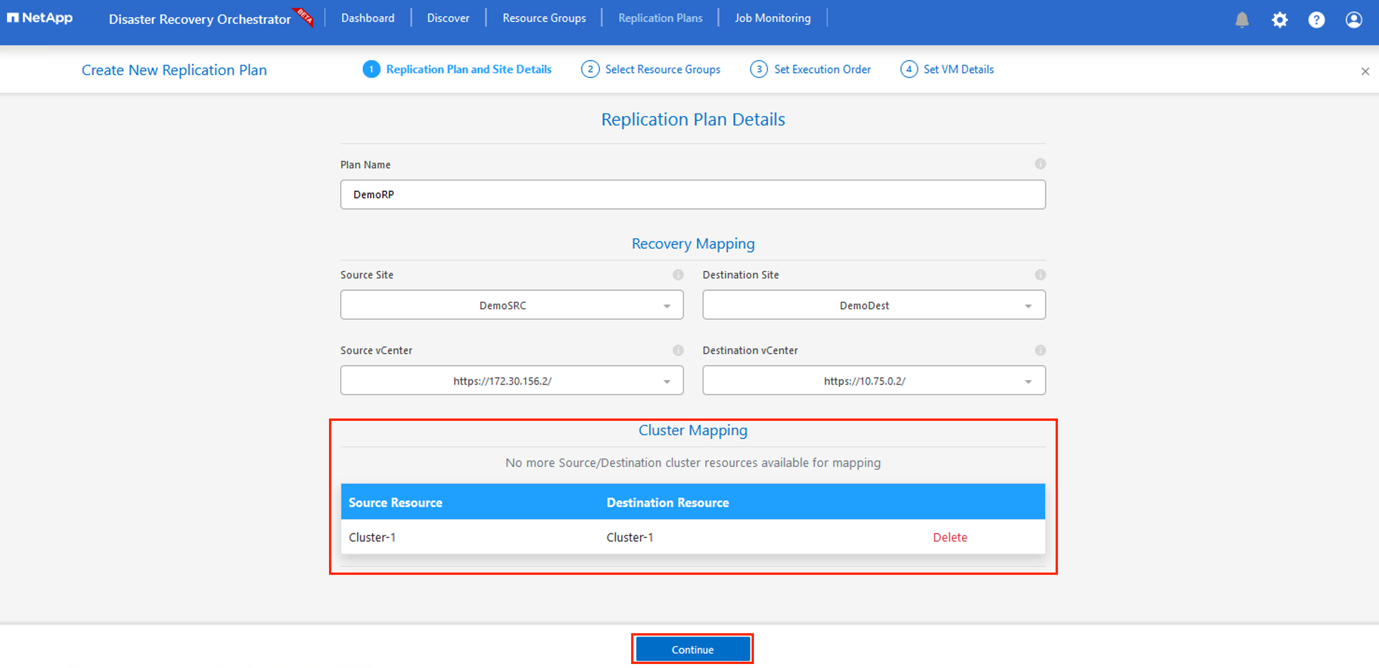 NetApp Disaster Recovery Orchestrator BETA Dashboard Discover Resource Groups Replication Plans Job Monitoring ?
Create New Replication Plan 1 Replication Plan and Site Details 2 Select Resource Groups 3 Set Execution Order 4 Set VM Details ×
Replication Plan Details
Plan Name
DemoRP
Recovery Mapping
Source Site Destination Site
DemoSRC DemoDest
Source vCenter Destination vCenter
https://172.30.156.2/ https://10.75.0.2/
Cluster Mapping
No more Source/Destination cluster resources available for mapping
Source Resource Destination Resource
Cluster-1 Cluster-1 Delete
Continue